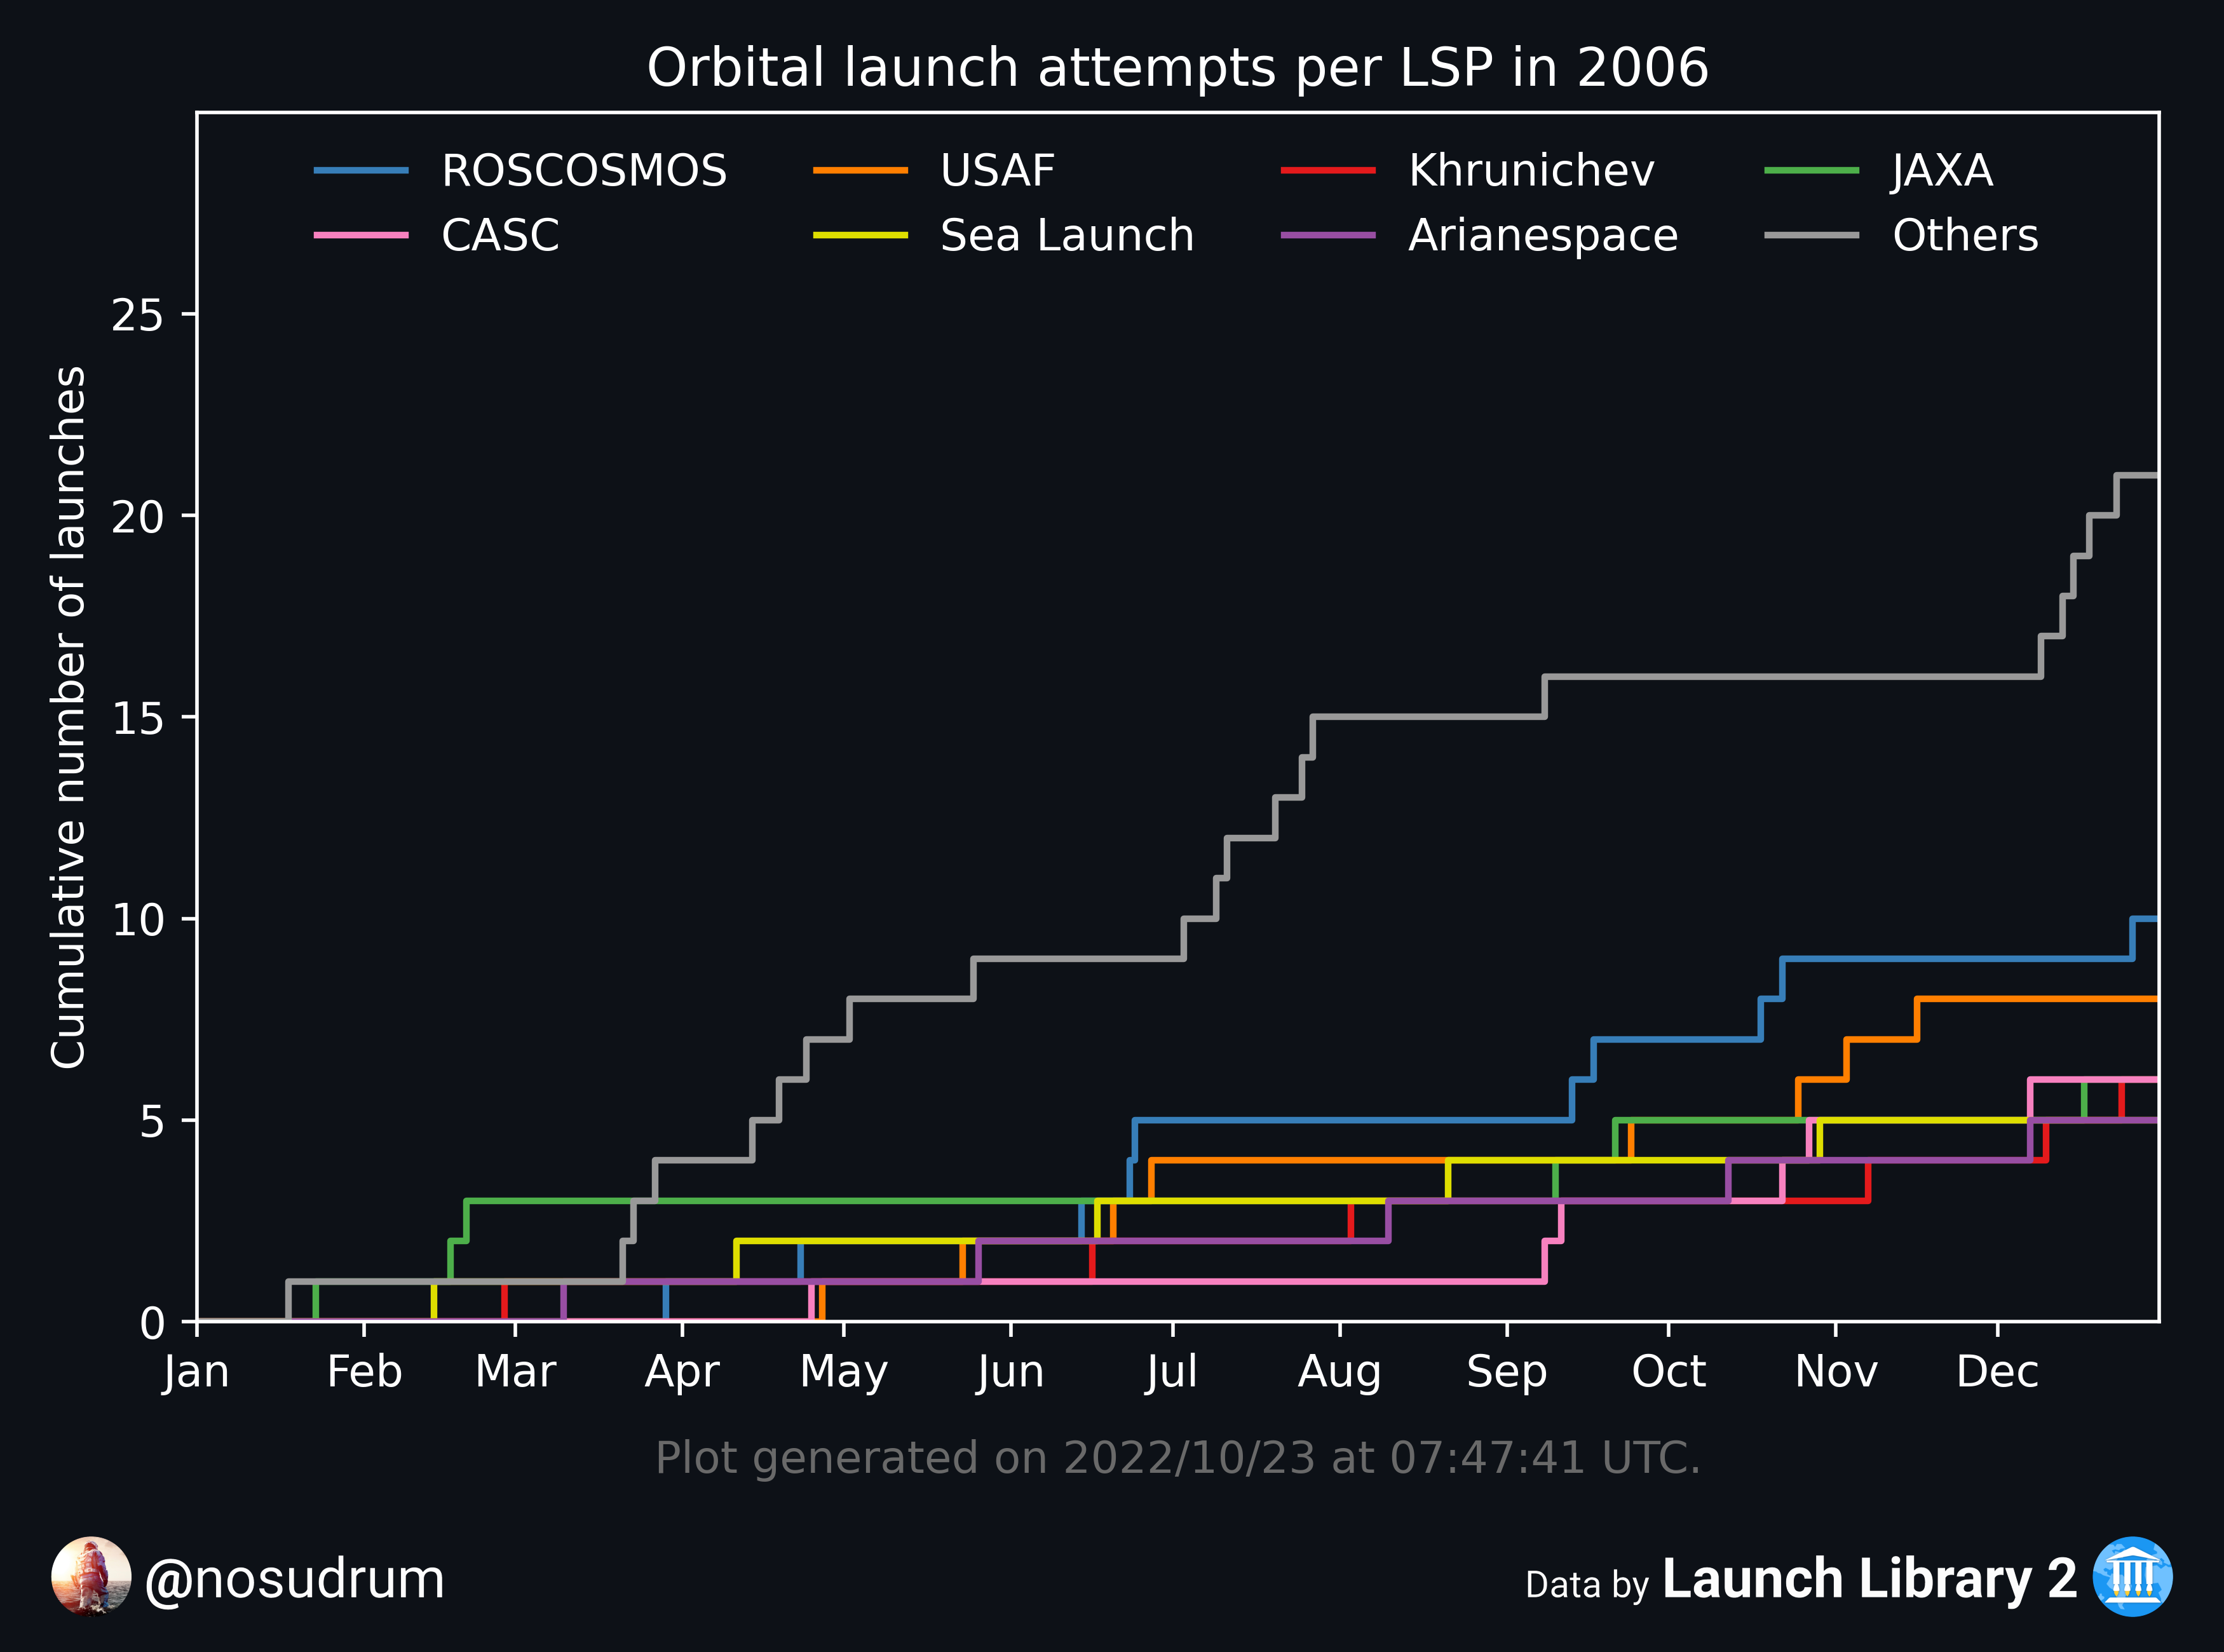 Orbital launch attempts per LSP in 2006
ROSCOSMOS USAF Khrunichev JAXA
CASC Sea Launch Arianespace Others
Cumulative number of launches
25
20
15
10
5
0
Jan Feb Mar Apr May Jun Jul Aug Sep Oct Nov Dec
Plot generated on 2022/10/23 at 07:47:41 UTC.
@nosudrum
Data by Launch Library 2